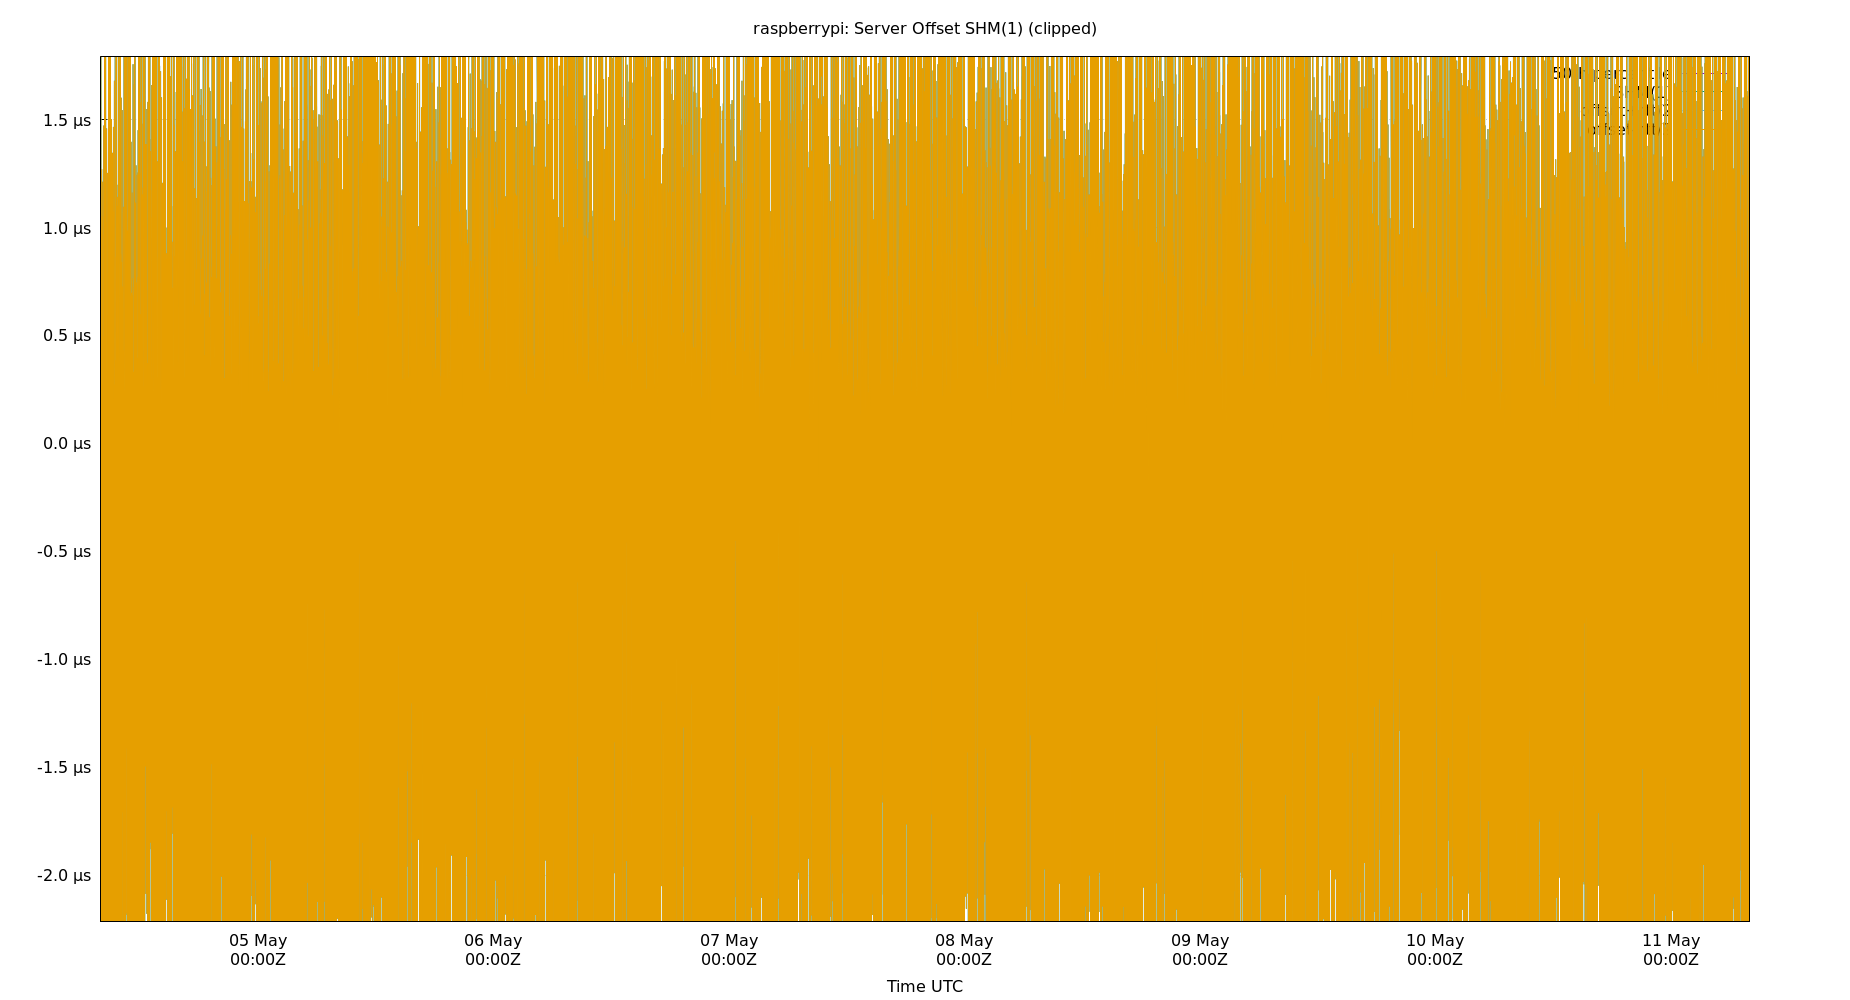 raspberrypi: Server Offset SHM(1) (clipped)
1.5 µs
1.0 µs
0.5 µs
0.0 µs
-0.5 µs
-1.0 µs
-1.5 µs
-2.0 µs
05 May
00:00Z
06 May
00:00Z
07 May
00:00Z
08 May
00:00Z
09 May
00:00Z
10 May
00:00Z
11 May
00:00Z
Time UTC